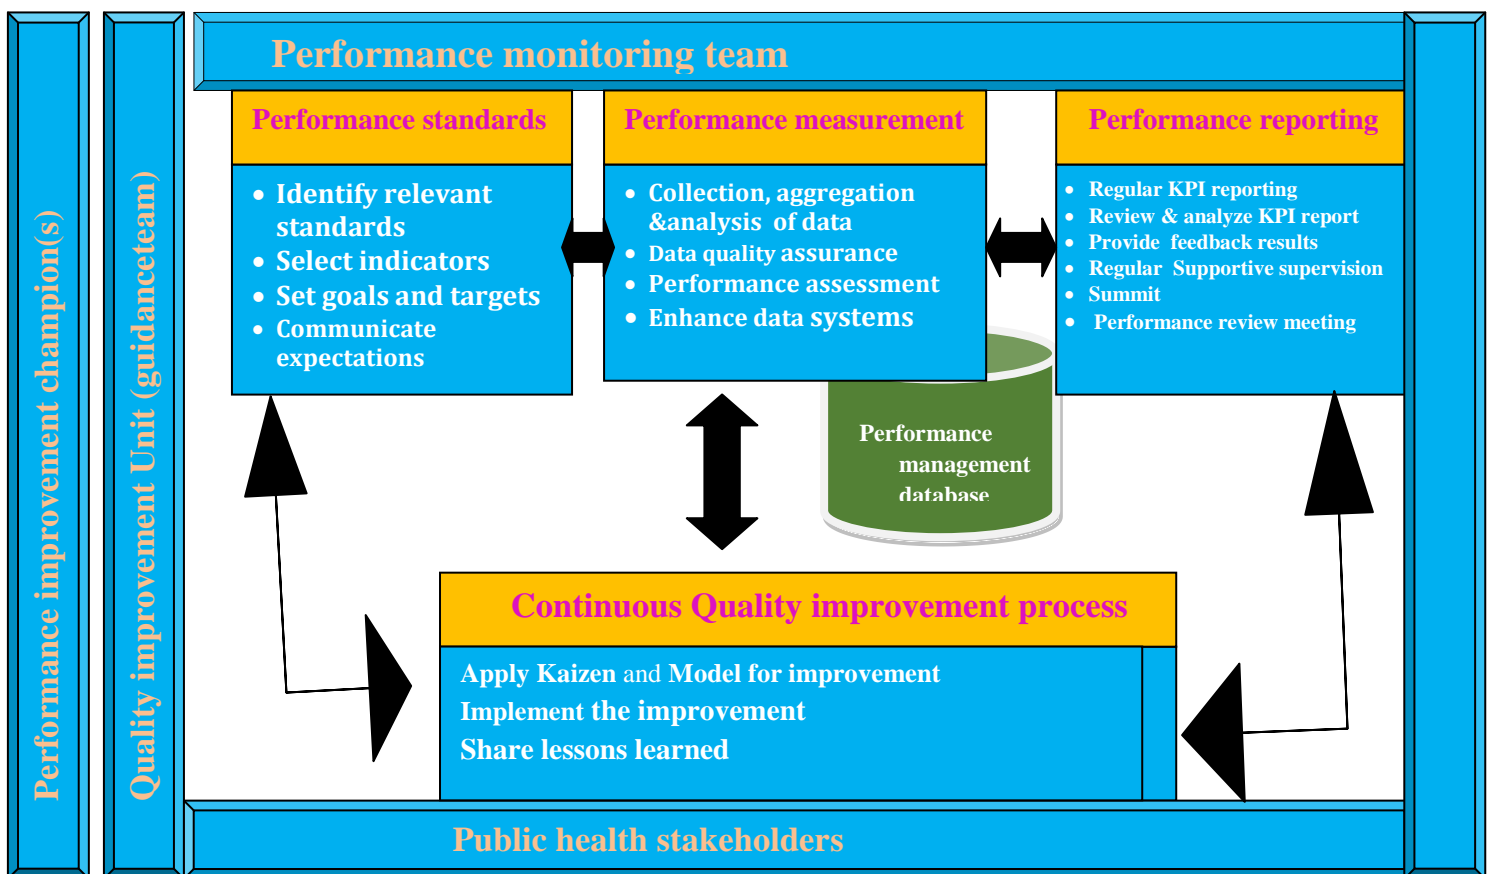 Performance improvement champion(s)
Quality improvement Unit (guidanceteam)
Performance monitoring team
Performance standards
• Identify relevant
standards
• Select indicators
• Set goals and targets
• Communicate
expectations
Performance measurement
• Collection, aggregation
&analysis of data
• Data quality assurance
• Performance assessment
• Enhance data systems
Performance reporting
• Regular KPI reporting
• Review & analyze KPI report
• Provide feedback results
• Regular Supportive supervision
• Summit
• Performance review meeting
Performance
management
database
Continuous Quality improvement process
Apply Kaizen and Model for improvement
Implement the improvement
Share lessons learned
Public health stakeholders